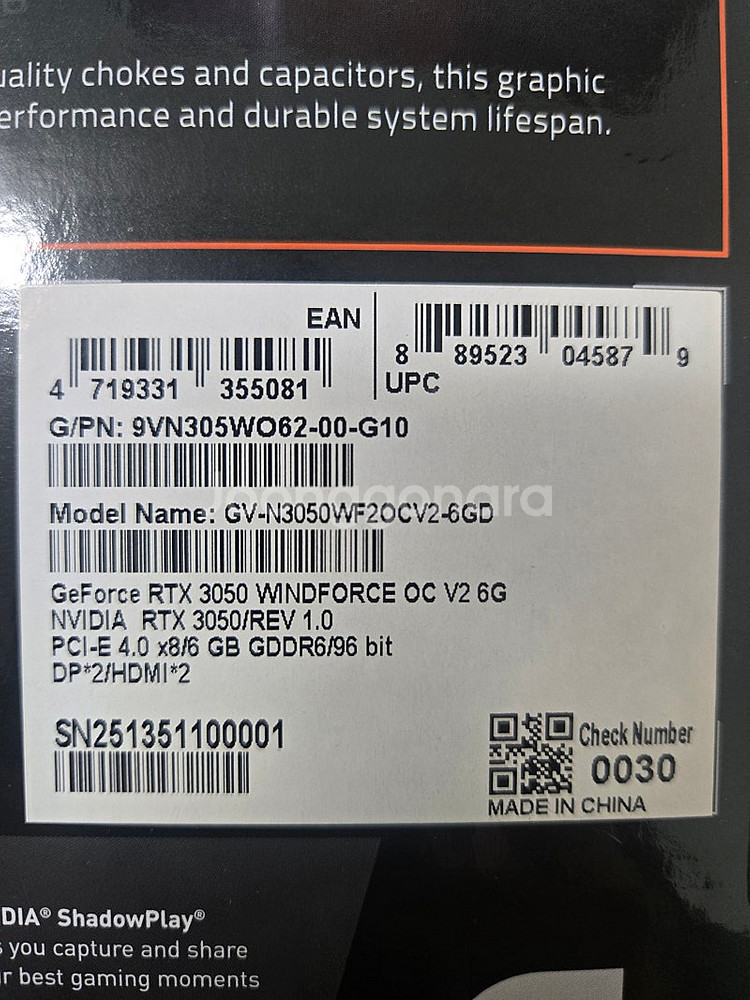 uality chokes and capacitors, this graphic
erformance and durable system lifespan.
EAN
4 719331 355081
8 89523 04587 9
UPC
G/PN: 9VN305WO62-00-G10
Joonggonara
Model Name: GV-N3050WF2OCV2-6GD
GeForce RTX 3050 WINDFORCE OC V2 6G
NVIDIA RTX 3050/REV 1.0
PCI-E 4.0 x8/6 GB GDDR6/96 bit
DP*2/HDMI*2
SN251351100001
Check Number
0030
MADE IN CHINA
DIA® ShadowPlay®
s you capture and share
ur best gaming moments